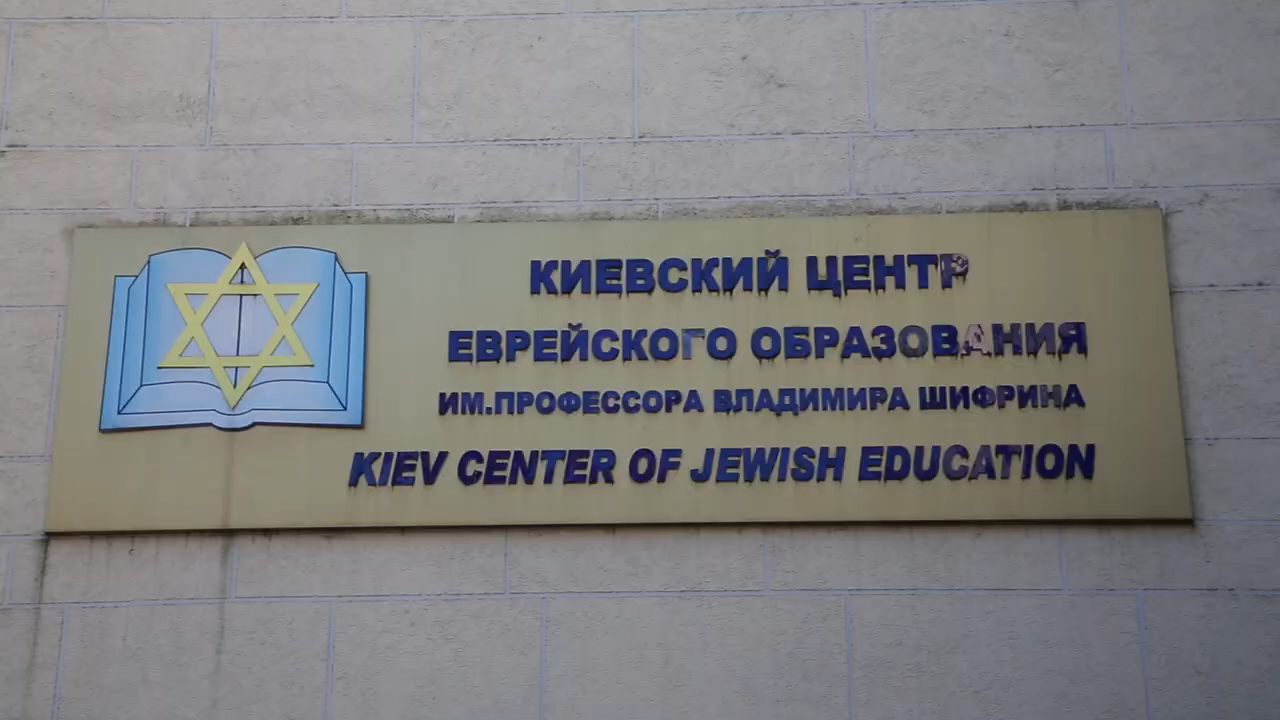 КИЕВСКИЙ ЦЕНТР
ЕВРЕЙСКОГО ОБРАЗОВАНИЯ
ИМ.ПРОФЕССОРА ВЛАДИМИРА ШИФРИНА
KIEV CENTER OF JEWISH EDUCATION